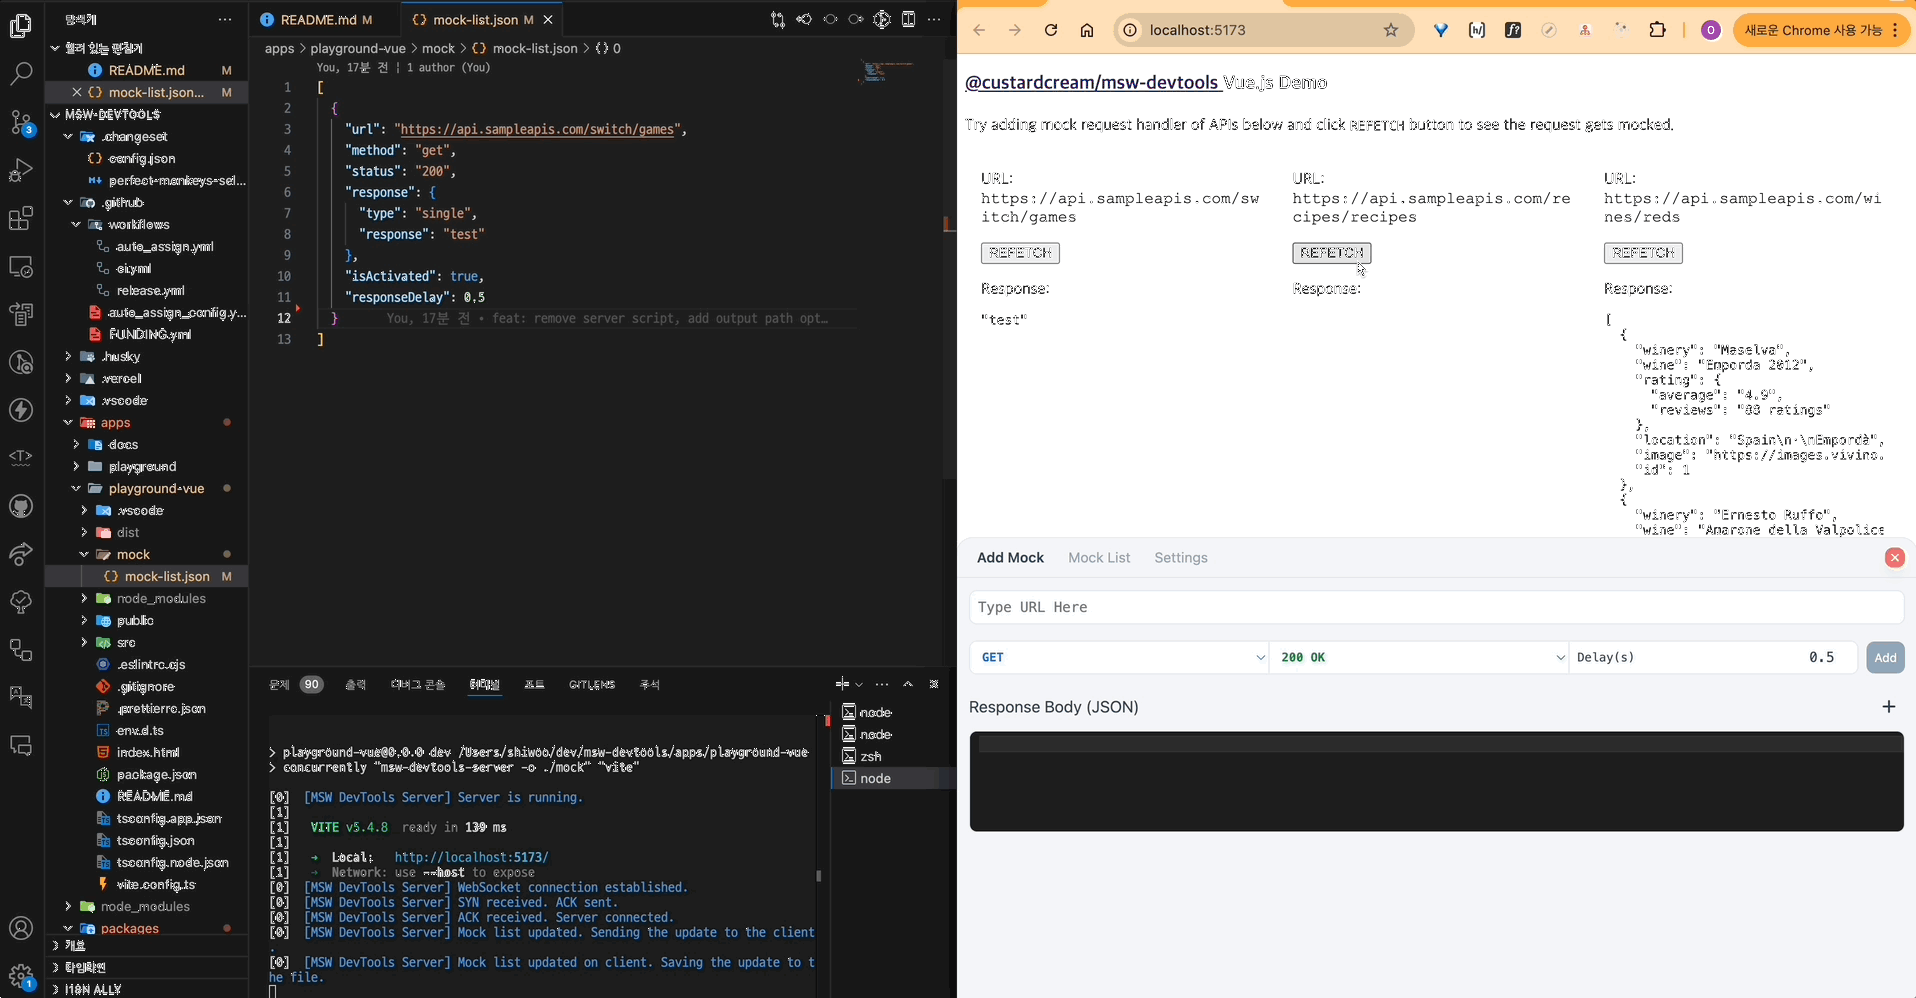 탐색기
열려 있는 편집기
README.md M
mock-list.json... M
MSW-DEVTOOLS
.changeset
config.json
perfect-monkeys-sel...
.github
workflows
auto_assign.yml
ci.yml
release.yml
auto_assign_config.y...
FUNDING.yml
.husky
.vercel
.vscode
apps
docs
playground
playground-vue
.vscode
dist
mock
mock-list.json M
node_modules
public
src
.eslintrc.cjs
.gitignore
.prettierrc.json
env.d.ts
index.html
package.json
README.md
tsconfig.app.json
tsconfig.json
tsconfig.node.json
vite.config.ts
node_modules
packages
개요
타임라인
I18N ALLY
3
1
README.md M
mock-list.json M
apps > playground-vue > mock > mock-list.json > 0
You, 17분 전 | 1 author (You)
1 [
2 {
3 "url": "https://api.sampleapis.com/switch/games",
4 "method": "get",
5 "status": "200",
6 "response": {
7 "type": "single",
8 "response": "test"
9 },
10 "isActivated": true,
11 "responseDelay": 0.5
12 } You, 17분 전 • feat: remove server script, add output path opt…
13 ]
문제 90 출력 디버그 콘솔 터미널 포트 GITLENS 주석
> playground-vue@0.0.0 dev /Users/shiwoo/dev/msw-devtools/apps/playground-vue
> concurrently "msw-devtools-server -o ./mock" "vite"
[0] [MSW DevTools Server] Server is running.
[1]
[1] VITE v5.4.8 ready in 139 ms
[1]
[1] ➜ Local: http://localhost:5173/
[1] ➜ Network: use --host to expose
[0] [MSW DevTools Server] WebSocket connection established.
[0] [MSW DevTools Server] SYN received. ACK sent.
[0] [MSW DevTools Server] ACK received. Server connected.
[0] [MSW DevTools Server] Mock list updated. Sending the update to the client
.
[0] [MSW DevTools Server] Mock list updated on client. Saving the update to t
he file.
node
node
zsh
node
localhost:5173
새로운 Chrome 사용 가능
@custardcream/msw-devtools Vue.js Demo
Try adding mock request handler of APIs below and click REFETCH button to see the request gets mocked.
URL:
https://api.sampleapis.com/sw
itch/games
REFETCH
Response:
"test"
URL:
https://api.sampleapis.com/re
cipes/recipes
REFETCH
Response:
URL:
https://api.sampleapis.com/wi
nes/reds
REFETCH
Response:
[
{
"winery": "Maselva",
"wine": "Emporda 2012",
"rating": {
"average": "4.9",
"reviews": "88 ratings"
},
"location": "Spain\n·\nEmpordà",
"image": "https://images.vivino.
"id": 1
},
{
"winery": "Ernesto Ruffo",
"wine": "Amarone della Valpolice
Add Mock Mock List Settings
Type URL Here
GET 200 OK Delay(s) 0.5 Add
Response Body (JSON) +